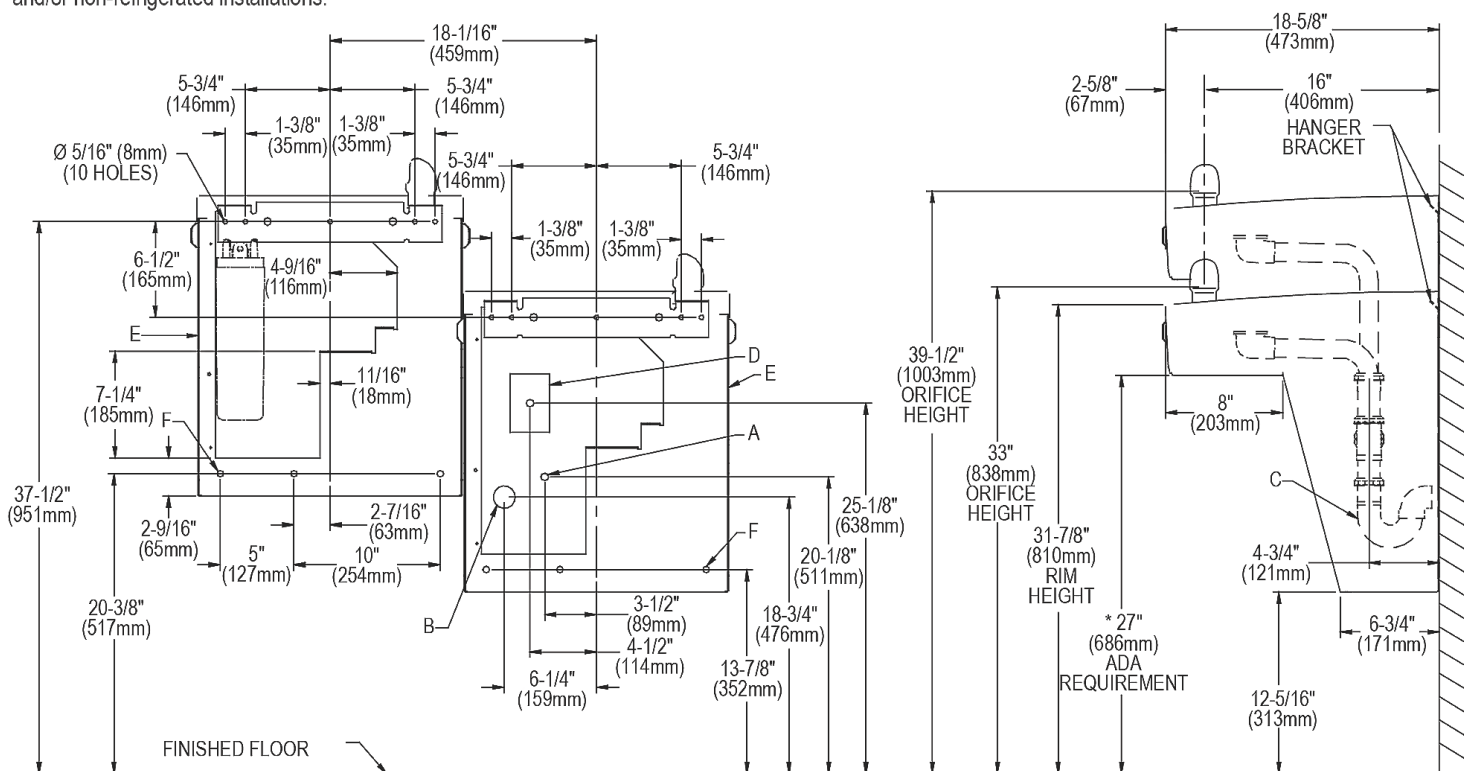 and/or non-refrigerated installations.
18-1/16"
(459mm)
5-3/4"
(146mm)
5-3/4"
(146mm)
1-3/8"
(35mm)
1-3/8"
(35mm)
Ø 5/16" (8mm)
(10 HOLES)
5-3/4"
(146mm)
5-3/4"
(146mm)
1-3/8"
(35mm)
1-3/8"
(35mm)
6-1/2"
(165mm)
4-9/16"
(116mm)
E
D
E
7-1/4"
(185mm)
11/16"
(18mm)
F
A
37-1/2"
(951mm)
2-9/16"
(65mm)
2-7/16"
(63mm)
5"
(127mm)
10"
(254mm)
20-3/8"
(517mm)
B
F
25-1/8"
(638mm)
20-1/8"
(511mm)
18-3/4"
(476mm)
3-1/2"
(89mm)
4-1/2"
(114mm)
6-1/4"
(159mm)
13-7/8"
(352mm)
FINISHED FLOOR
18-5/8"
(473mm)
2-5/8"
(67mm)
16"
(406mm)
HANGER
BRACKET
39-1/2"
(1003mm)
ORIFICE
HEIGHT
8"
(203mm)
33"
(838mm)
ORIFICE
HEIGHT
C
31-7/8"
(810mm)
RIM
HEIGHT
4-3/4"
(121mm)
* 27"
(686mm)
ADA
REQUIREMENT
6-3/4"
(171mm)
12-5/16"
(313mm)